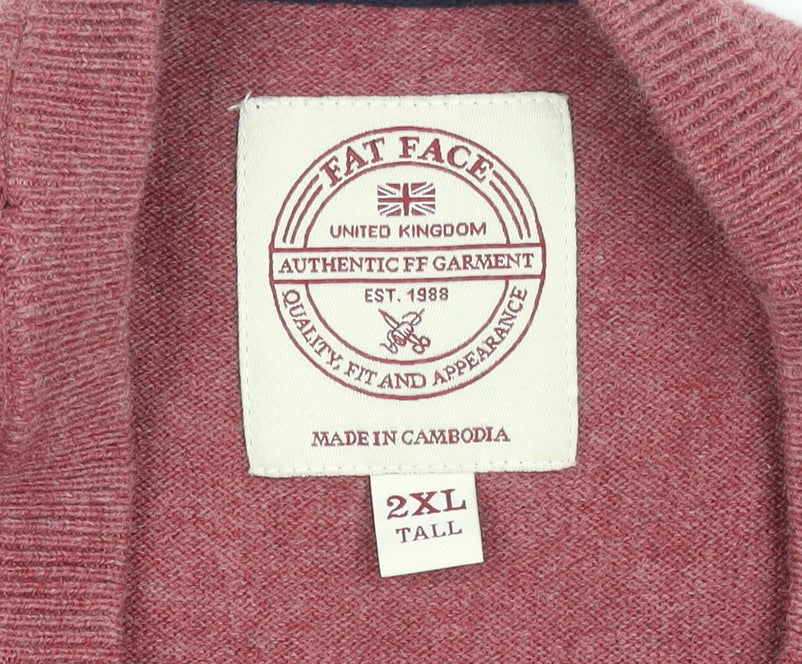 FAT FACE
UNITED KINGDOM
AUTHENTIC FF GARMENT
EST. 1988
QUALITY, FIT AND APPEARANCE
MADE IN CAMBODIA
2XL
TALL